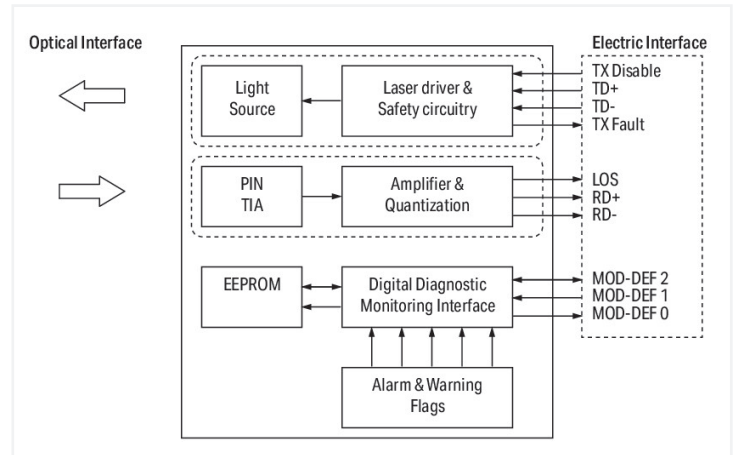 Optical Interface
Electric Interface
Light
Source
Laser driver &
Safety circuitry
TX Disable
TD+
TD-
TX Fault
PIN
TIA
Amplifier &
Quantization
LOS
RD+
RD-
EEPROM
Digital Diagnostic
Monitoring Interface
MOD-DEF 2
MOD-DEF 1
MOD-DEF 0
Alarm & Warning
Flags